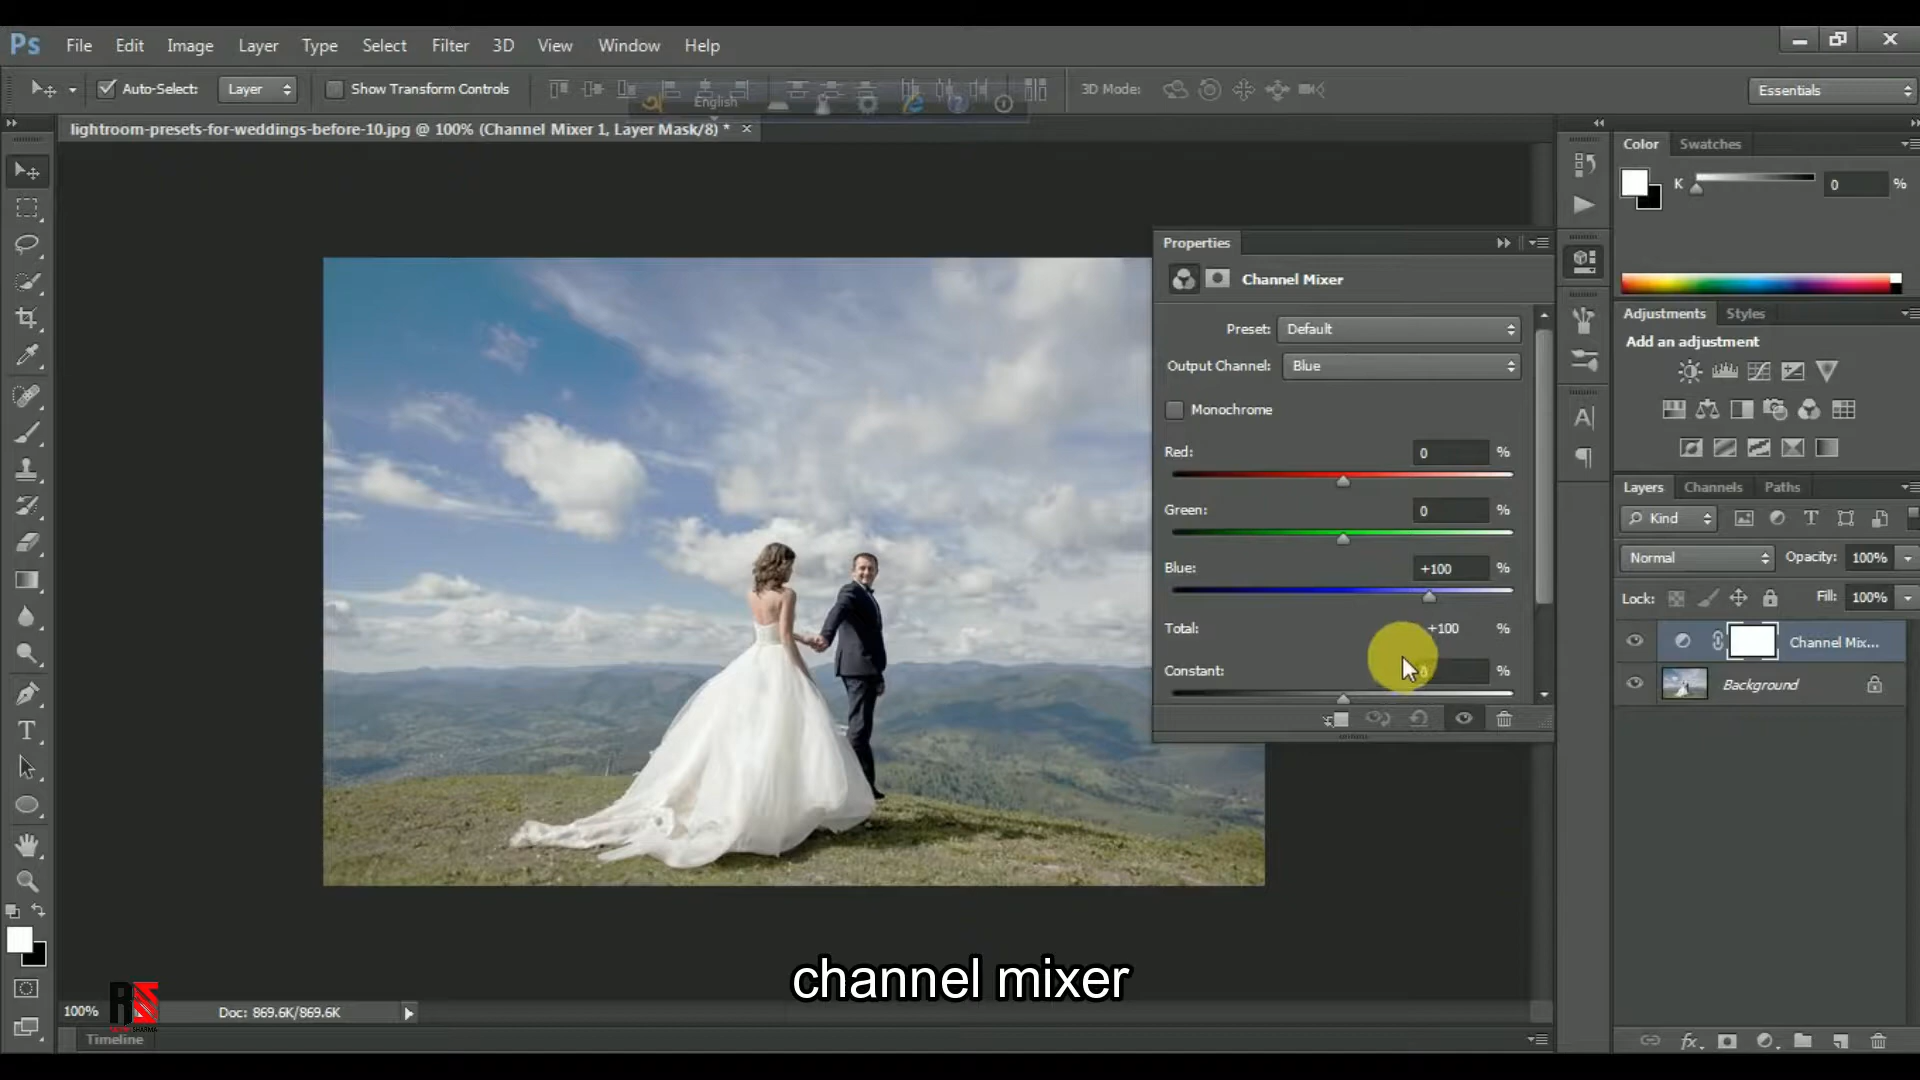 Ps File Edit Image Layer Type Select Filter 3D View Window Help
Auto-Select: Layer Show Transform Controls 3D Mode: Essentials
English
lightroom-presets-for-weddings-before-10.jpg @ 100% (Channel Mixer 1, Layer Mask/8) * ×
Color Swatches
K 0 %
Properties
Channel Mixer
Preset: Default
Output Channel: Blue
Monochrome
Red: 0 %
Green: 0 %
Blue: +100 %
Total: +100 %
Constant: 0 %
Adjustments Styles
Add an adjustment
Layers Channels Paths
Kind
Normal Opacity: 100%
Lock: Fill: 100%
Channel Mix...
Background
channel mixer
100% Doc: 869.6K/869.6K
Timeline